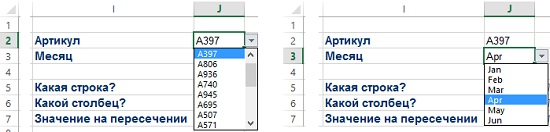 I J
1
2 Артикул A397
3 Месяц A397
A806
4 A936
A740
5 Какая строка? A945
6 Какой столбец? A695
A507
7 Значение на пересечении A571
I J
1
2 Артикул A397
3 Месяц Apr
4 Jan
Feb
5 Какая строка? Mar
Apr
6 Какой столбец? May
7 Значение на пересечении Jun